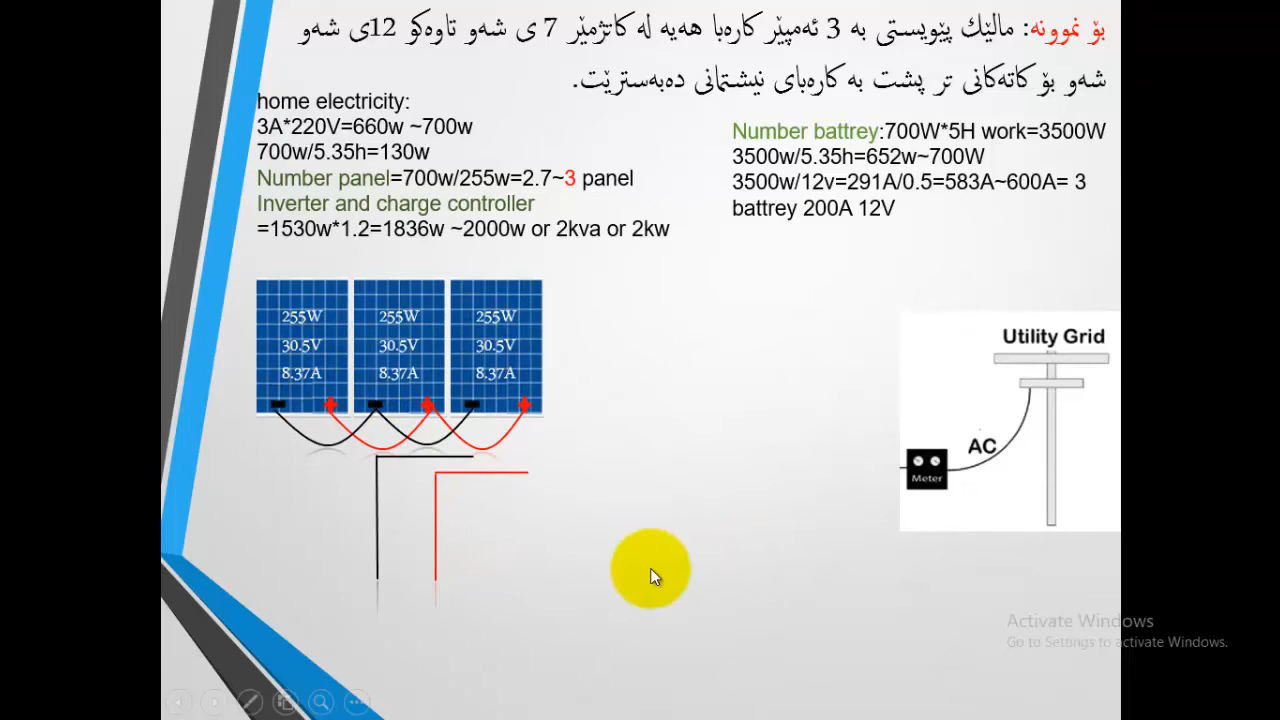 بۆ نموونە: ماڵێك پێویستی بە 3 ئەمپێر کارەبا هەیە لە کاتژمێر 7 ی شەو تاوەکو 12ی شەو
شەو بۆ کاتەکانی تر پشت بە کارەبای نیشتمانی دەبەسترێت.
home electricity:
3A*220V=660w ~700w
700w/5.35h=130w
Number panel=700w/255w=2.7~3 panel
Inverter and charge controller
=1530w*1.2=1836w ~2000w or 2kva or 2kw
Number battrey:700W*5H work=3500W
3500w/5.35h=652w~700W
3500w/12v=291A/0.5=583A~600A= 3
battrey 200A 12V
255W 255W 255W
30.5V 30.5V 30.5V
8.37A 8.37A 8.37A
Utility Grid
AC
Meter
Activate Windows
Go to Settings to activate Windows.